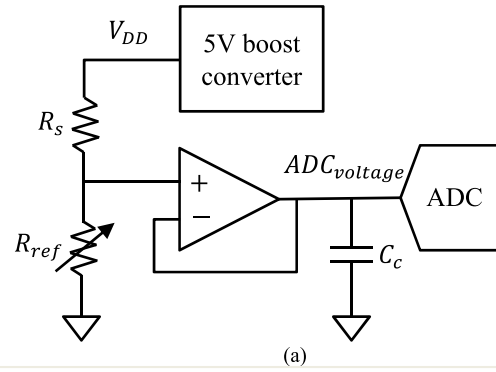 V_DD
5V boost
converter
R_s
+
−
ADC_voltage
ADC
R_ref
C_c
(a)